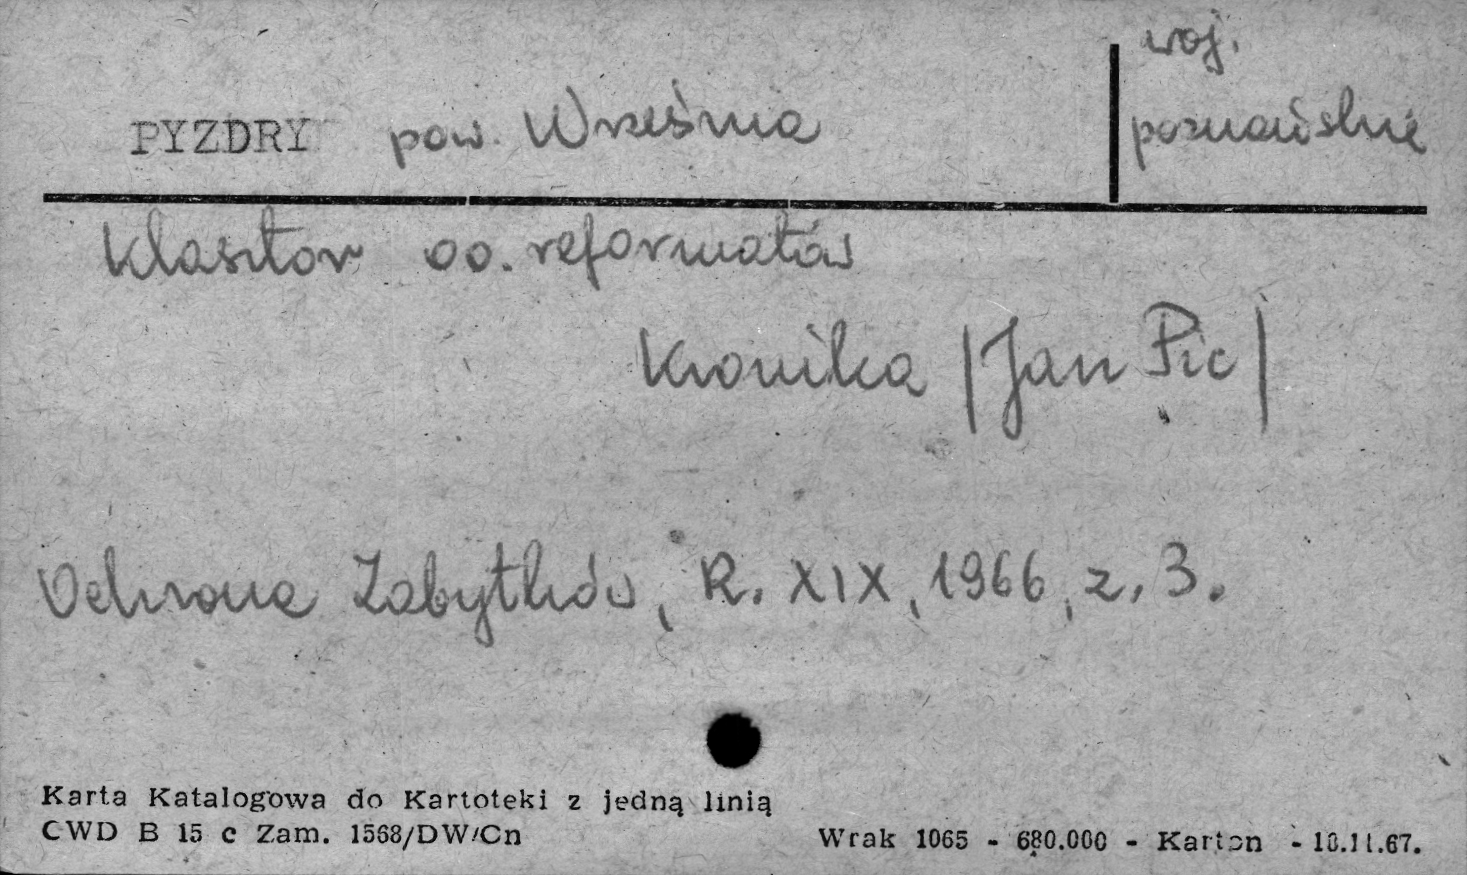 woj.
PYZDRY pow. Września
poznańskie
Klasztor oo. reformatów
Kronika /Jan Pic/
Ochrona Zabytków, R. XIX, 1966, z. 3.
Karta Katalogowa do Kartoteki z jedną linią
CWD B 15 c Zam. 1568/DW/Cn
Wrak 1065 - 680.000 - Karton - 10.11.67.